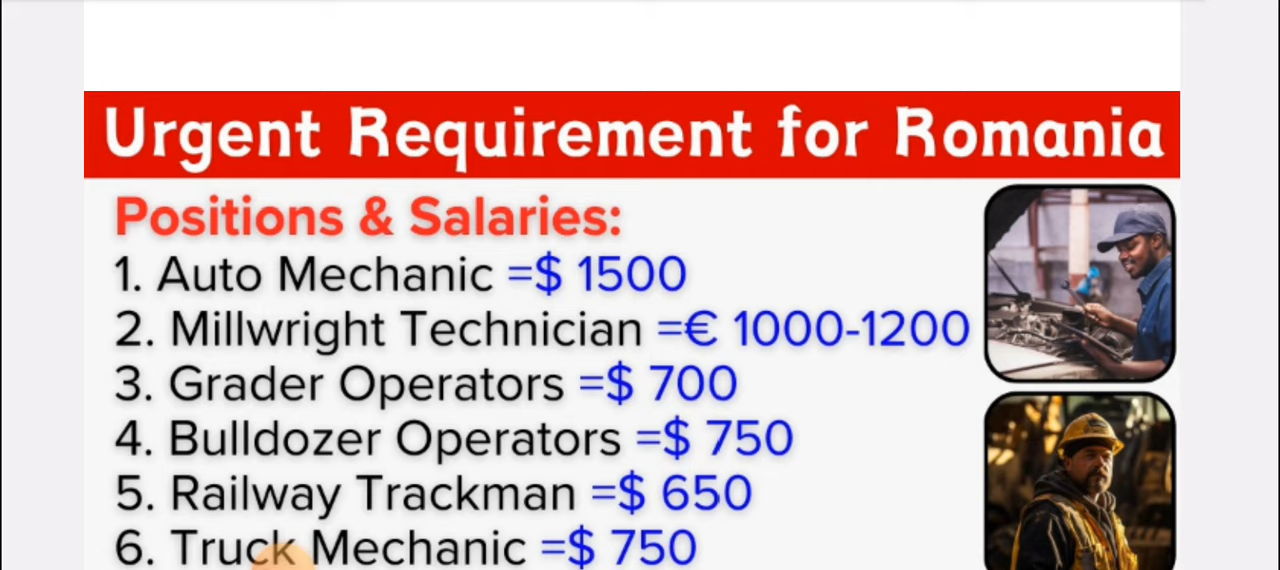 Urgent Requirement for Romania
Positions & Salaries:
1. Auto Mechanic =$ 1500
2. Millwright Technician =€ 1000-1200
3. Grader Operators =$ 700
4. Bulldozer Operators =$ 750
5. Railway Trackman =$ 650
6. Truck Mechanic =$ 750